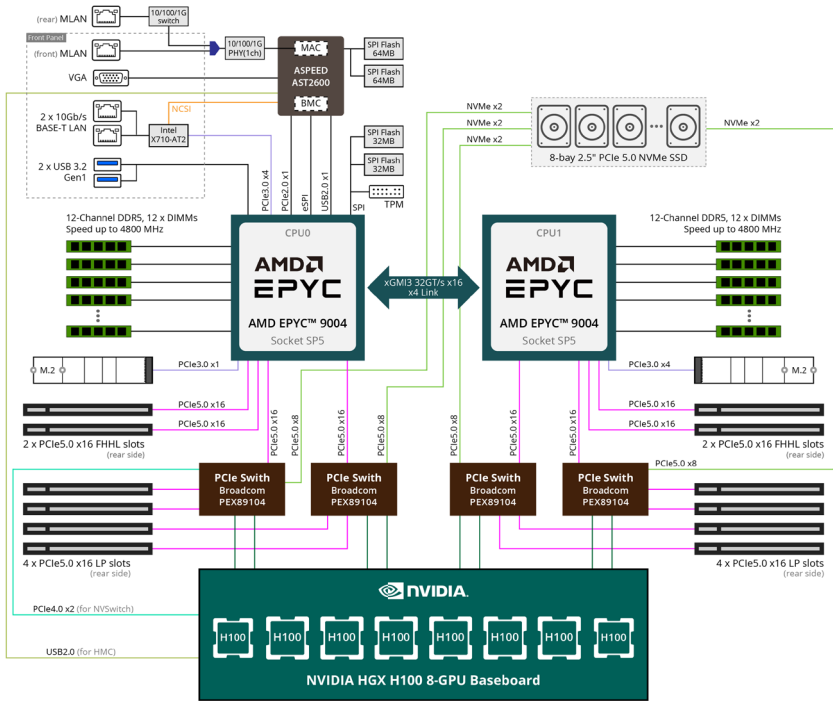 (rear) MLAN
10/100/1G
switch
Front Panel
(front) MLAN
10/100/1G
PHY(1ch)
MAC
SPI Flash
64MB
SPI Flash
64MB
VGA
ASPEED
AST2600
BMC
NCSI
2 x 10Gb/s
BASE-T LAN
Intel
X710-AT2
2 x USB 3.2
Gen1
PCIe3.0 x4
PCIe2.0 x1
eSPI
USB2.0 x1
SPI
SPI Flash
32MB
SPI Flash
32MB
TPM
NVMe x2
NVMe x2
NVMe x2
NVMe x2
8-bay 2.5" PCIe 5.0 NVMe SSD
12-Channel DDR5, 12 x DIMMs
Speed up to 4800 MHz
CPU0
AMD
EPYC
AMD EPYC™ 9004
Socket SP5
xGMI3 32GT/s x16
x4 Link
CPU1
AMD
EPYC
AMD EPYC™ 9004
Socket SP5
12-Channel DDR5, 12 x DIMMs
Speed up to 4800 MHz
M.2
PCIe3.0 x1
PCIe3.0 x4
M.2
PCIe5.0 x16
PCIe5.0 x16
2 x PCIe5.0 x16 FHHL slots
(rear side)
PCIe5.0 x16
PCIe5.0 x8
PCIe5.0 x16
PCIe5.0 x8
PCIe5.0 x8
PCIe5.0 x16
PCIe5.0 x16
PCIe5.0 x16
PCIe5.0 x16
2 x PCIe5.0 x16 FHHL slots
(rear side)
PCIe5.0 x8
PCIe Swith
Broadcom
PEX89104
PCIe Swith
Broadcom
PEX89104
PCIe Swith
Broadcom
PEX89104
PCIe Swith
Broadcom
PEX89104
4 x PCIe5.0 x16 LP slots
(rear side)
4 x PCIe5.0 x16 LP slots
(rear side)
PCIe4.0 x2 (for NVSwitch)
USB2.0 (for HMC)
NVIDIA.
H100 H100 H100 H100 H100 H100 H100 H100
NVIDIA HGX H100 8-GPU Baseboard